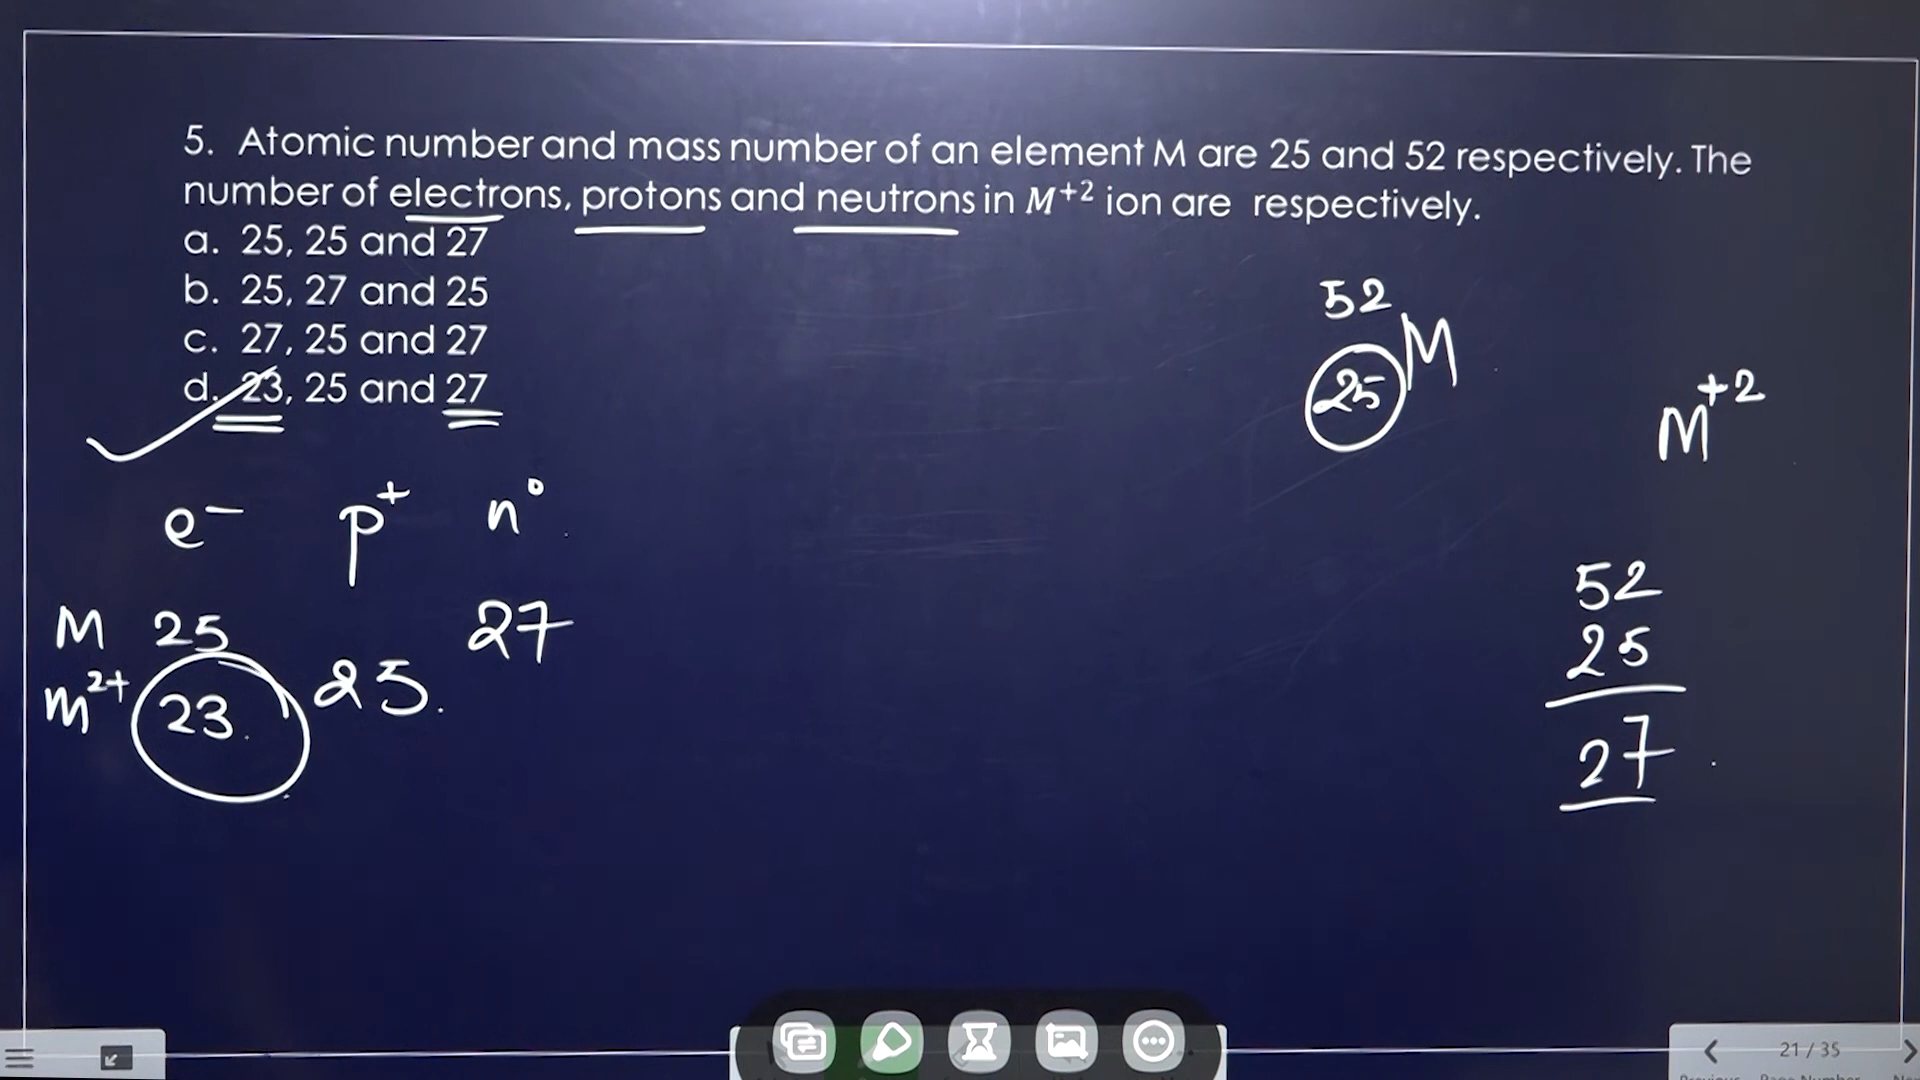 5. Atomic number and mass number of an element M are 25 and 52 respectively. The
number of electrons, protons and neutrons in M⁺² ion are respectively.
a. 25, 25 and 27
b. 25, 27 and 25
c. 27, 25 and 27
d. 23, 25 and 27
52
25 M
M⁺²
e⁻ p⁺ n⁰
M 25 27
m²⁺ 23 25
52
25
27
21 / 35